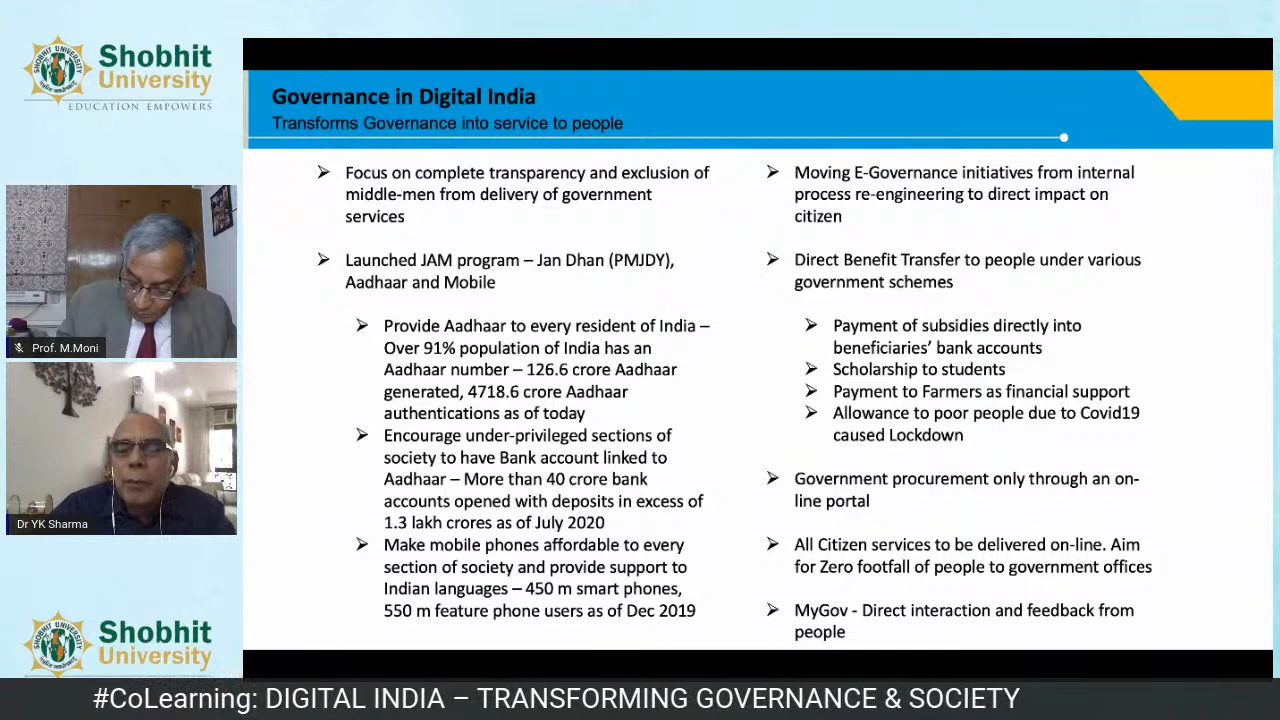 Shobhit
University
EDUCATION EMPOWERS
Prof. M.Moni
Dr YK Sharma
Shobhit
University
Governance in Digital India
Transforms Governance into service to people
Focus on complete transparency and exclusion of
middle-men from delivery of government
services
Launched JAM program – Jan Dhan (PMJDY),
Aadhaar and Mobile
Provide Aadhaar to every resident of India –
Over 91% population of India has an
Aadhaar number – 126.6 crore Aadhaar
generated, 4718.6 crore Aadhaar
authentications as of today
Encourage under-privileged sections of
society to have Bank account linked to
Aadhaar – More than 40 crore bank
accounts opened with deposits in excess of
1.3 lakh crores as of July 2020
Make mobile phones affordable to every
section of society and provide support to
Indian languages – 450 m smart phones,
550 m feature phone users as of Dec 2019
Moving E-Governance initiatives from internal
process re-engineering to direct impact on
citizen
Direct Benefit Transfer to people under various
government schemes
Payment of subsidies directly into
beneficiaries’ bank accounts
Scholarship to students
Payment to Farmers as financial support
Allowance to poor people due to Covid19
caused Lockdown
Government procurement only through an on-
line portal
All Citizen services to be delivered on-line. Aim
for Zero footfall of people to government offices
MyGov - Direct interaction and feedback from
people
#CoLearning: DIGITAL INDIA – TRANSFORMING GOVERNANCE & SOCIETY